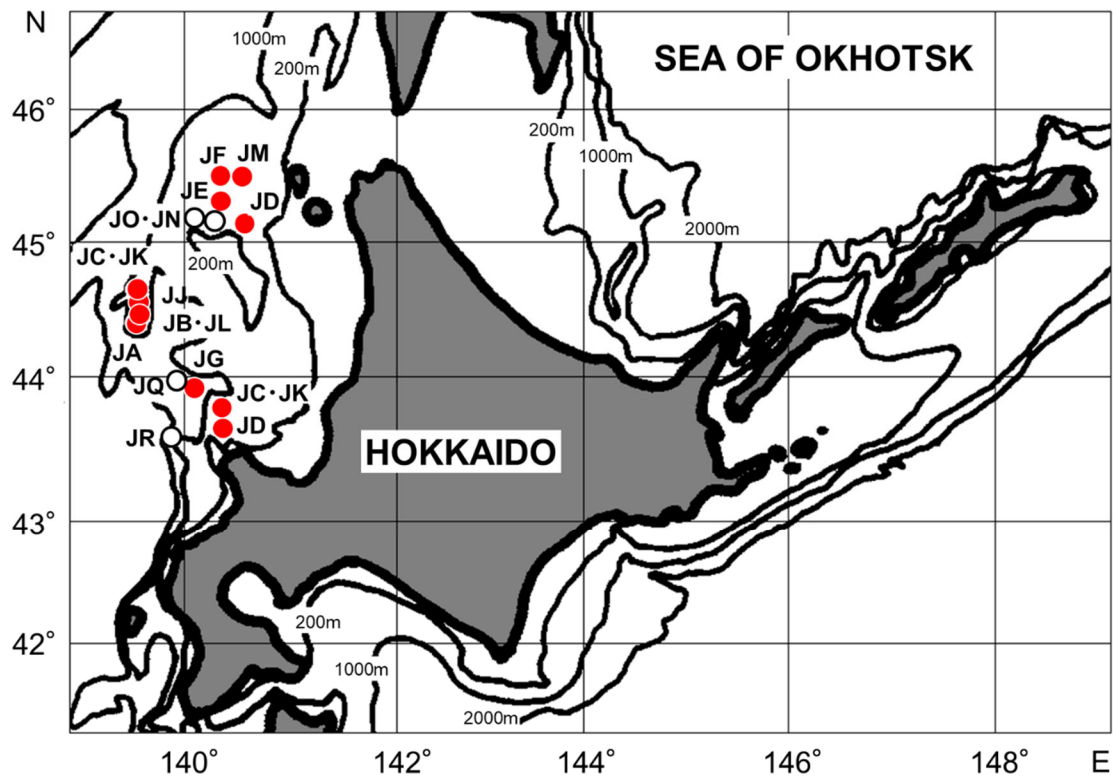 N
1000m
200m
SEA OF OKHOTSK
46°
200m
1000m
JF JM
JE
JD
JO·JN
2000m
45°
200m
JC·JK
JJ
JB·JL
JA
JG
44°
JQ
JC·JK
JD
JR
HOKKAIDO
43°
200m
42°
1000m
2000m
140° 142° 144° 146° 148° E